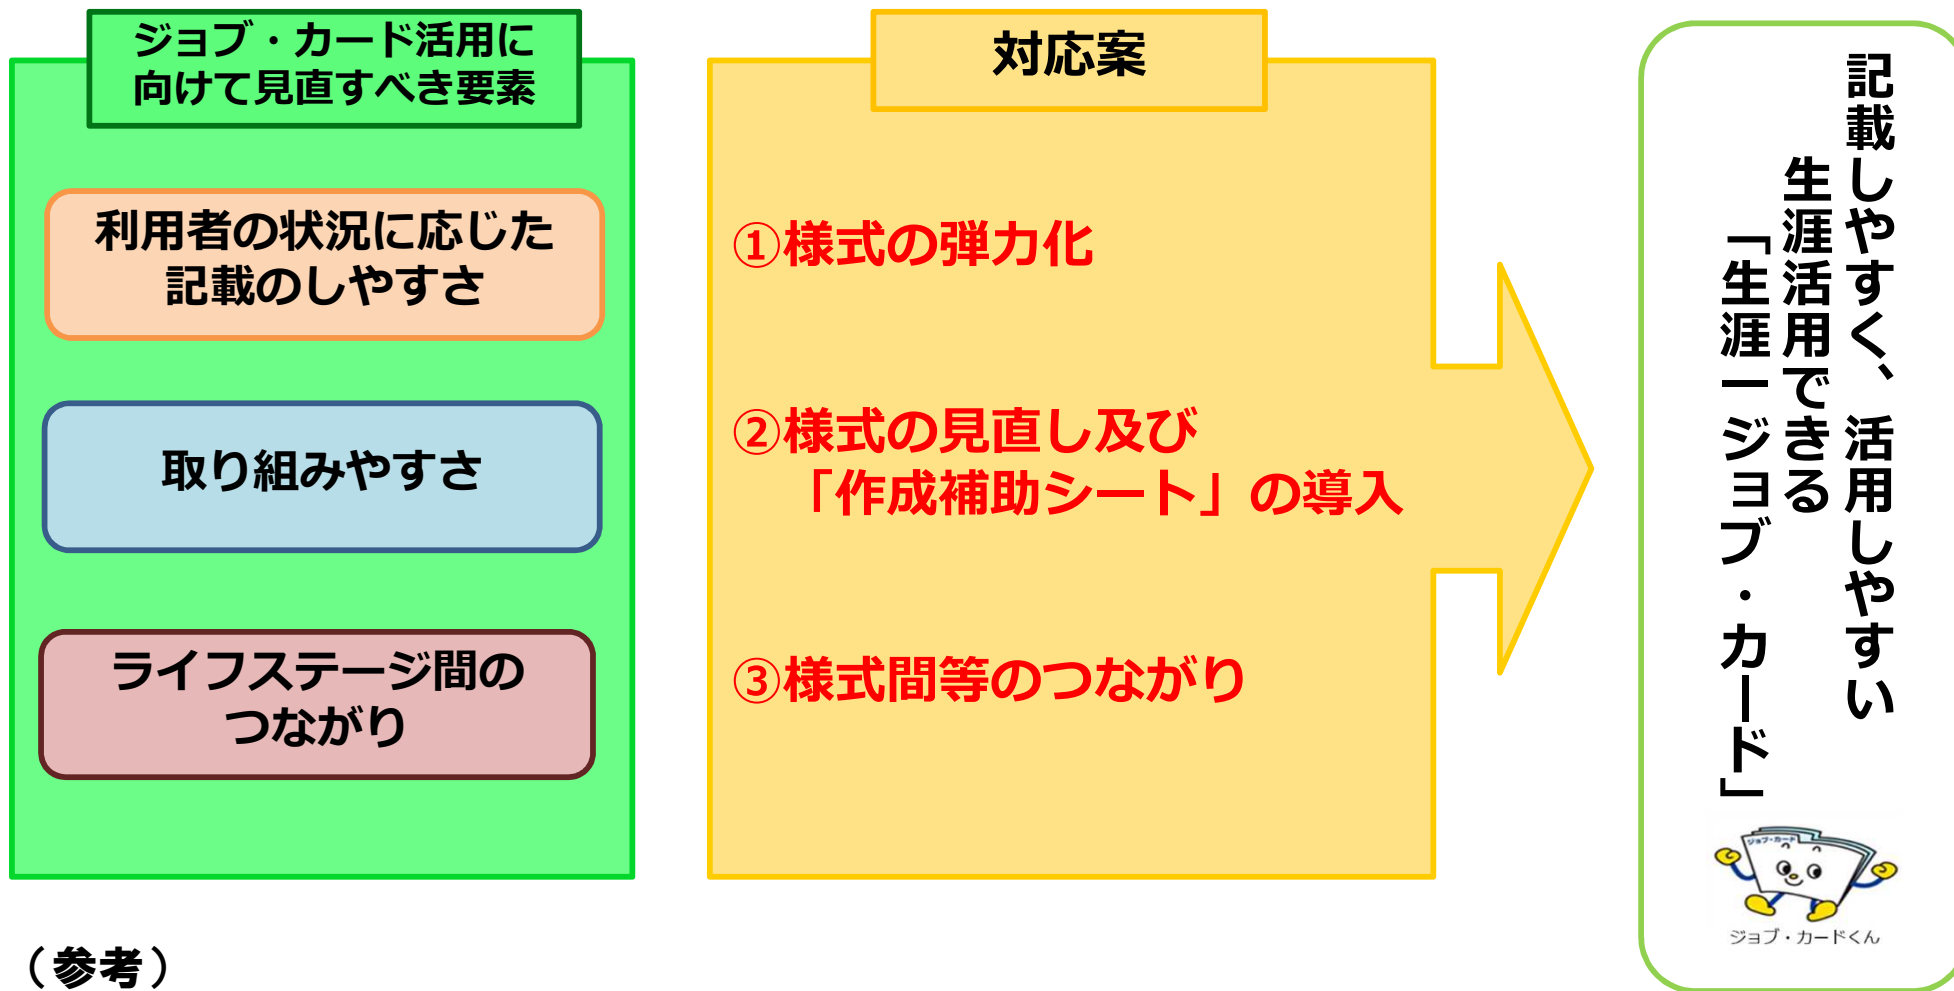 ジョブ・カード活用に
向けて見直すべき要素
利用者の状況に応じた
記載のしやすさ
取り組みやすさ
ライフステージ間の
つながり
対応案
①様式の弾力化
②様式の見直し及び
「作成補助シート」の導入
③様式間等のつながり
記載しやすく、活用しやすい
生涯活用できる
「生涯一ジョブ・カード」
ジョブ・カード
ジョブ・カードくん
（参考）